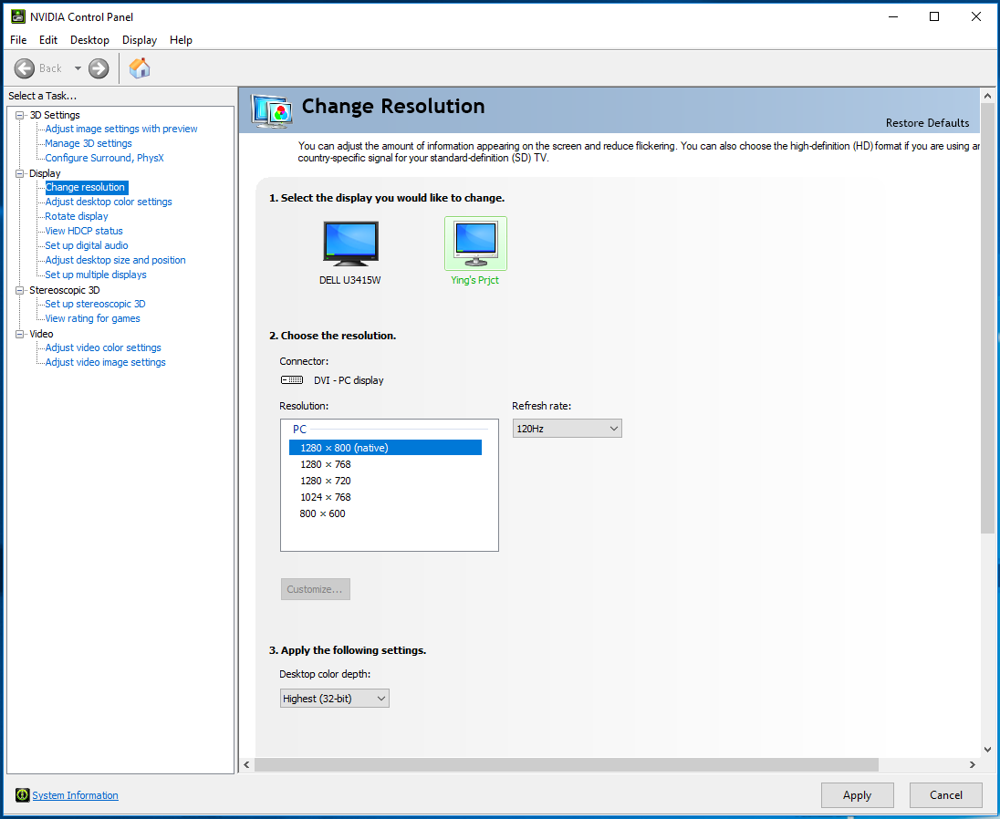 NVIDIA Control Panel
File Edit Desktop Display Help
Back
Select a Task...
3D Settings
Adjust image settings with preview
Manage 3D settings
Configure Surround, PhysX
Display
Change resolution
Adjust desktop color settings
Rotate display
View HDCP status
Set up digital audio
Adjust desktop size and position
Set up multiple displays
Stereoscopic 3D
Set up stereoscopic 3D
View rating for games
Video
Adjust video color settings
Adjust video image settings
System Information
Change Resolution
Restore Defaults
You can adjust the amount of information appearing on the screen and reduce flickering. You can also choose the high-definition (HD) format if you are using an
country-specific signal for your standard-definition (SD) TV.
1. Select the display you would like to change.
DELL U3415W
Ying's Prjct
2. Choose the resolution.
Connector:
DVI - PC display
Resolution:
PC
1280 × 800 (native)
1280 × 768
1280 × 720
1024 × 768
800 × 600
Refresh rate:
120Hz
Customize...
3. Apply the following settings.
Desktop color depth:
Highest (32-bit)
Apply
Cancel